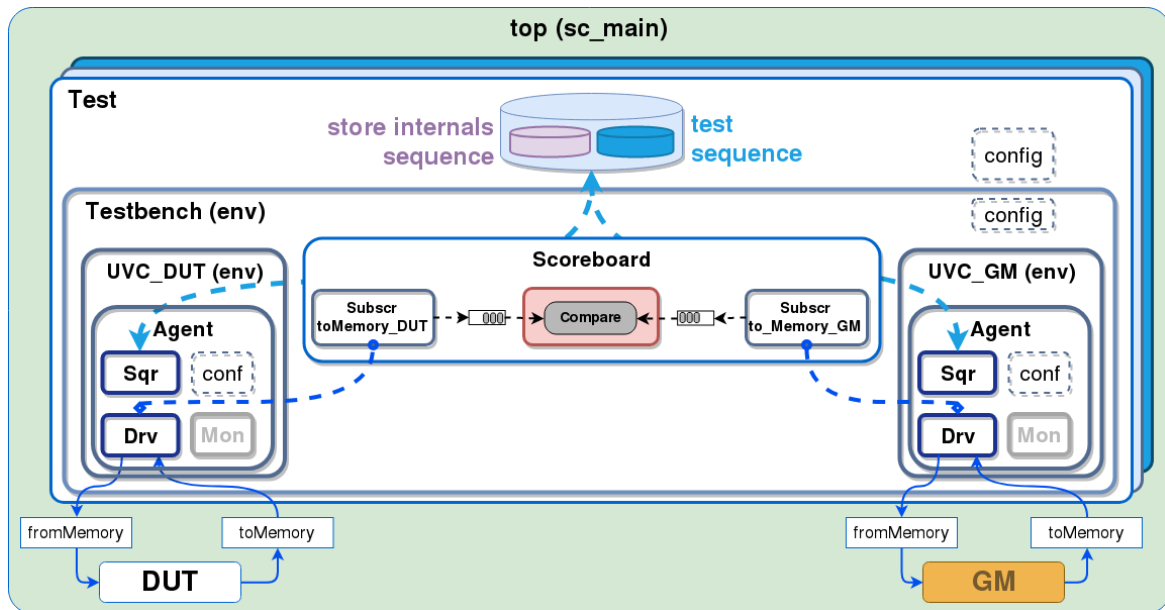 top (sc_main)
Test
store internals
sequence
test
sequence
config
config
Testbench (env)
UVC_DUT (env)
Agent
Sqr
conf
Drv
Mon
Scoreboard
Subscr
toMemory_DUT
000
Compare
000
Subscr
to_Memory_GM
UVC_GM (env)
Agent
Sqr
conf
Drv
Mon
fromMemory
toMemory
DUT
fromMemory
toMemory
GM